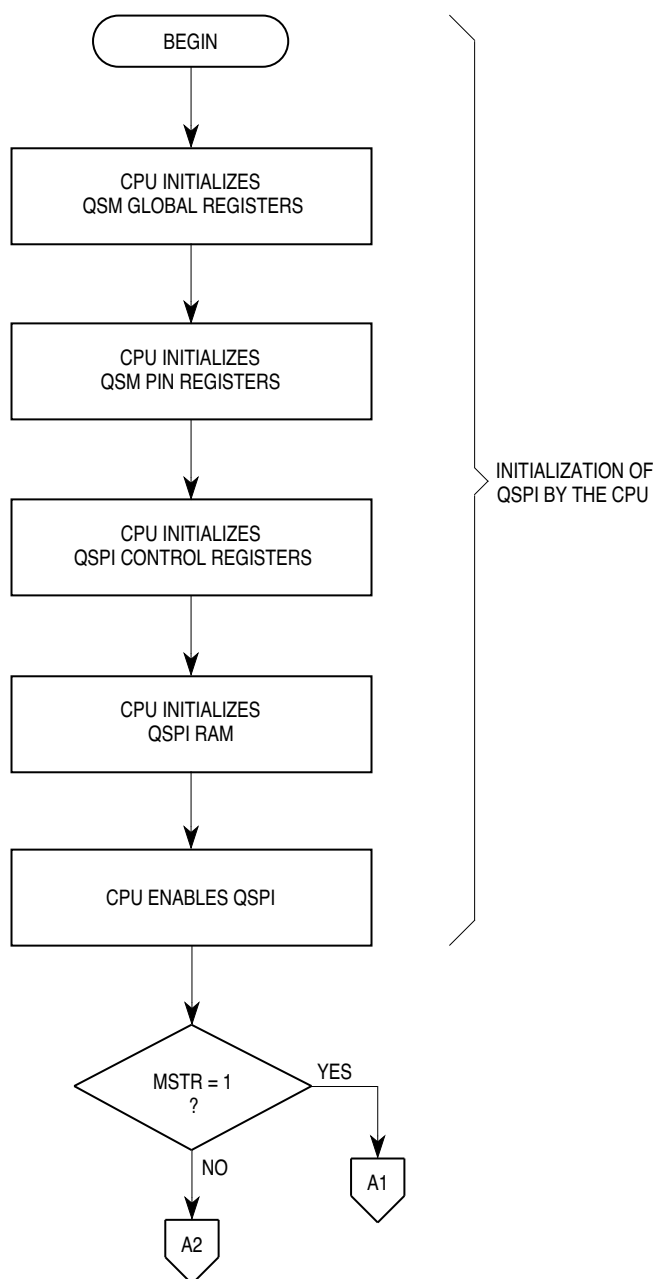 BEGIN
CPU INITIALIZES
QSM GLOBAL REGISTERS
CPU INITIALIZES
QSM PIN REGISTERS
INITIALIZATION OF
QSPI BY THE CPU
CPU INITIALIZES
QSPI CONTROL REGISTERS
CPU INITIALIZES
QSPI RAM
CPU ENABLES QSPI
MSTR = 1
?
YES
NO
A1
A2